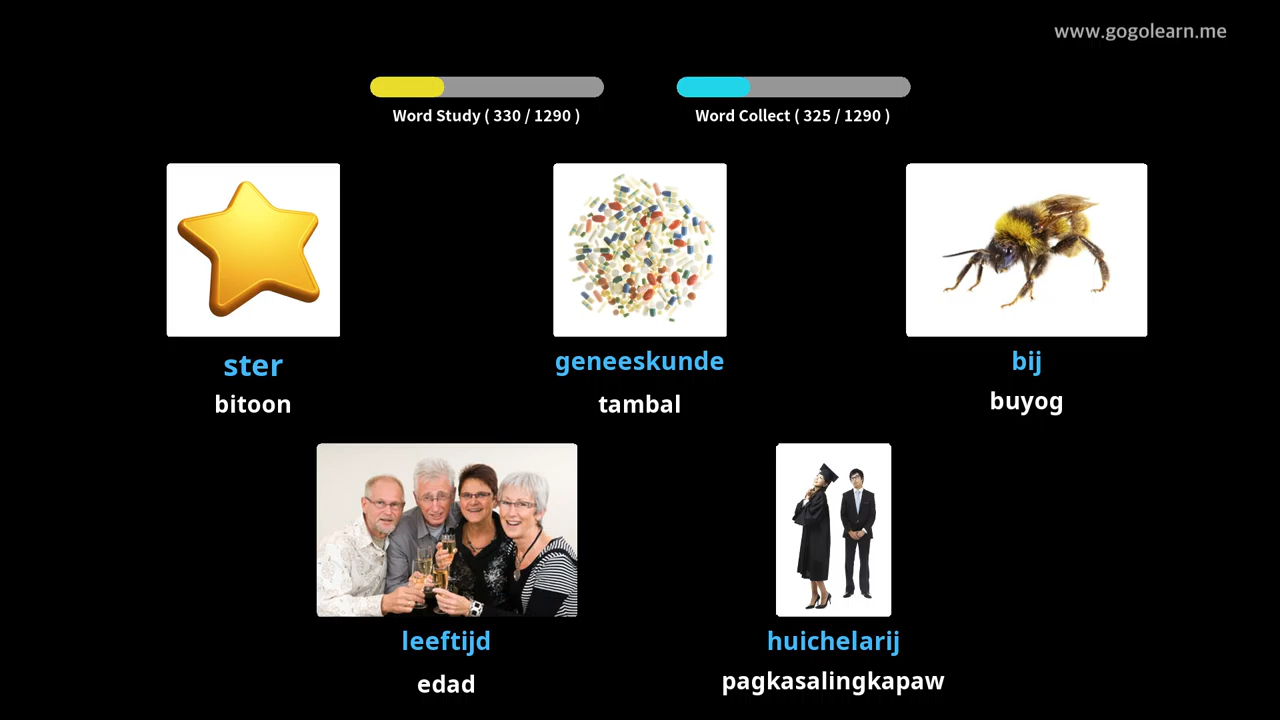 www.gogolearn.me
Word Study ( 330 / 1290 )
Word Collect ( 325 / 1290 )
ster
bitoon
geneeskunde
tambal
bij
buyog
leeftijd
edad
huichelarij
pagkasalingkapaw